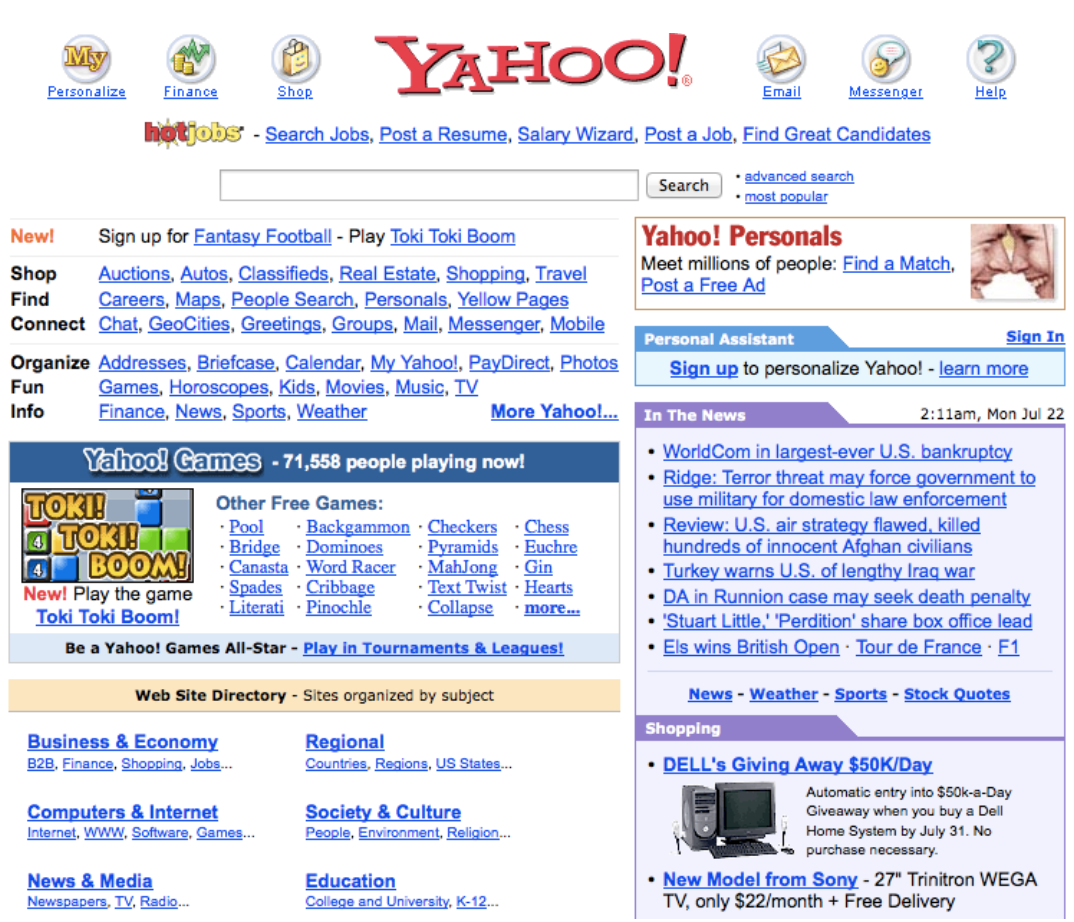 My
Personalize
Finance
Shop
YAHOO!®
Email
Messenger
?
Help
hotjobs - Search Jobs, Post a Resume, Salary Wizard, Post a Job, Find Great Candidates
Search
• advanced search
• most popular
New! Sign up for Fantasy Football - Play Toki Toki Boom
Shop Auctions, Autos, Classifieds, Real Estate, Shopping, Travel
Find Careers, Maps, People Search, Personals, Yellow Pages
Connect Chat, GeoCities, Greetings, Groups, Mail, Messenger, Mobile
Organize Addresses, Briefcase, Calendar, My Yahoo!, PayDirect, Photos
Fun Games, Horoscopes, Kids, Movies, Music, TV
Info Finance, News, Sports, Weather More Yahoo!...
Yahoo! Games - 71,558 people playing now!
TOKI!
TOKI!
BOOM!
4
4
New! Play the game
Toki Toki Boom!
Other Free Games:
· Pool · Backgammon · Checkers · Chess
· Bridge · Dominoes · Pyramids · Euchre
· Canasta · Word Racer · MahJong · Gin
· Spades · Cribbage · Text Twist · Hearts
· Literati · Pinochle · Collapse · more...
Be a Yahoo! Games All-Star - Play in Tournaments & Leagues!
Web Site Directory - Sites organized by subject
Business & Economy
B2B, Finance, Shopping, Jobs...
Regional
Countries, Regions, US States...
Computers & Internet
Internet, WWW, Software, Games...
Society & Culture
People, Environment, Religion...
News & Media
Newspapers, TV, Radio...
Education
College and University, K-12...
Yahoo! Personals
Meet millions of people: Find a Match,
Post a Free Ad
Personal Assistant Sign In
Sign up to personalize Yahoo! - learn more
In The News 2:11am, Mon Jul 22
• WorldCom in largest-ever U.S. bankruptcy
• Ridge: Terror threat may force government to
use military for domestic law enforcement
• Review: U.S. air strategy flawed, killed
hundreds of innocent Afghan civilians
• Turkey warns U.S. of lengthy Iraq war
• DA in Runnion case may seek death penalty
• 'Stuart Little,' 'Perdition' share box office lead
• Els wins British Open · Tour de France · F1
News - Weather - Sports - Stock Quotes
Shopping
• DELL's Giving Away $50K/Day
Automatic entry into $50k-a-Day
Giveaway when you buy a Dell
Home System by July 31. No
purchase necessary.
• New Model from Sony - 27" Trinitron WEGA
TV, only $22/month + Free Delivery